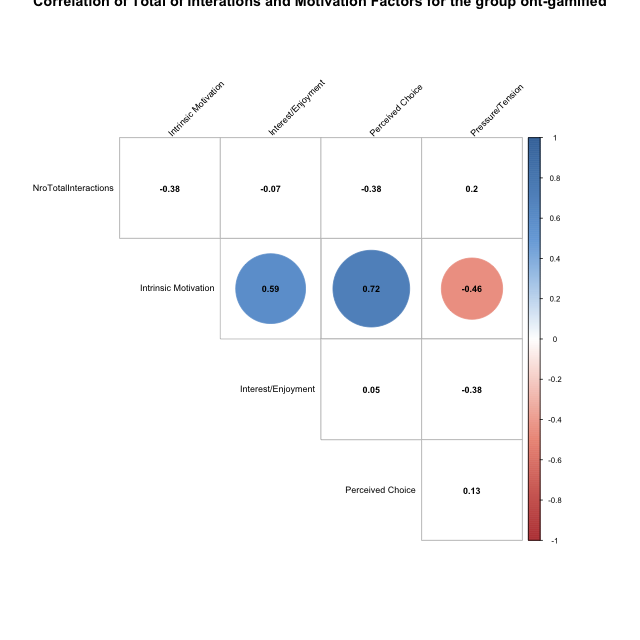 Correlation of Total of Interations and Motivation Factors for the group ont-gamified
Intrinsic Motivation
Interest/Enjoyment
Perceived Choice
Pressure/Tension
NroTotalInteractions -0.38 -0.07 -0.38 0.2
Intrinsic Motivation 0.59 0.72 -0.46
Interest/Enjoyment 0.05 -0.38
Perceived Choice 0.13
1
0.8
0.6
0.4
0.2
0
-0.2
-0.4
-0.6
-0.8
-1